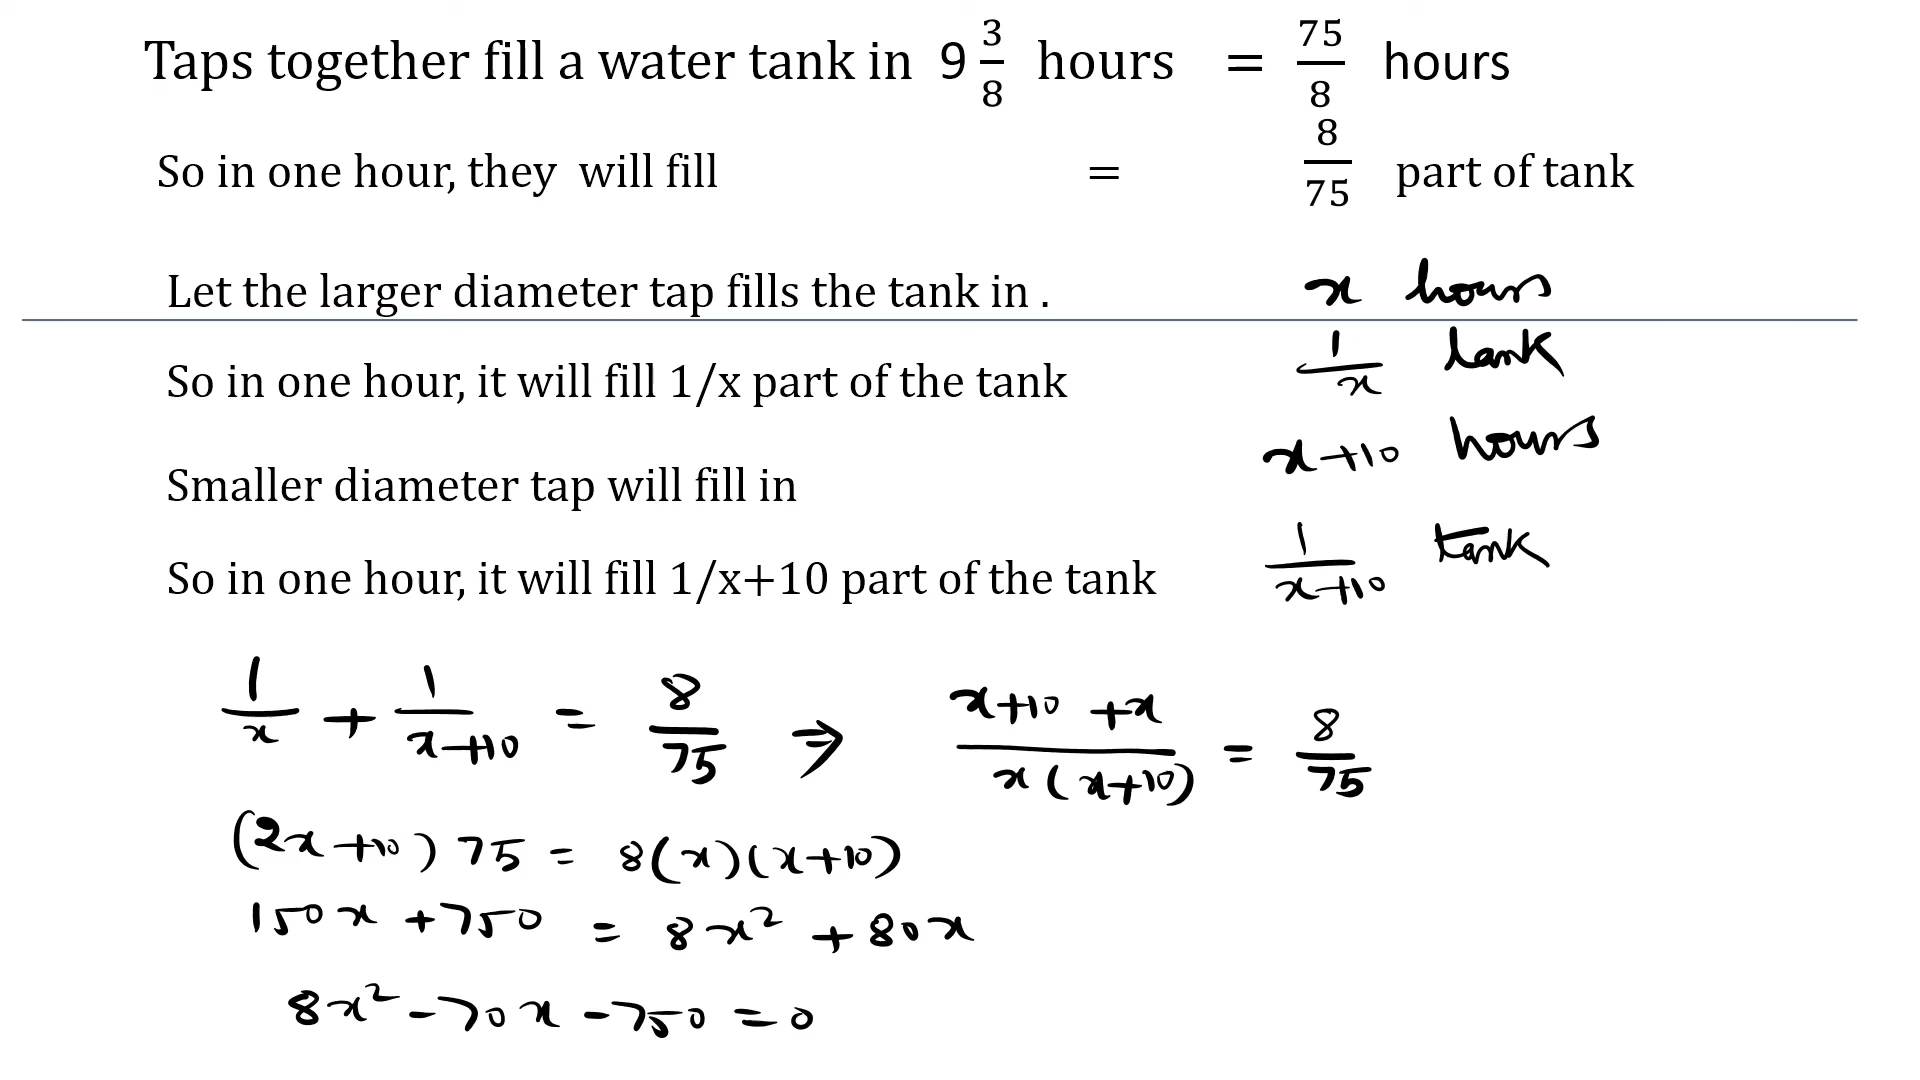 Taps together fill a water tank in 9 3/8 hours = 75/8 hours
So in one hour, they will fill = 8/75 part of tank
Let the larger diameter tap fills the tank in . x hours
So in one hour, it will fill 1/x part of the tank 1/x tank
Smaller diameter tap will fill in x+10 hours
So in one hour, it will fill 1/x+10 part of the tank 1/(x+10) tank
1/x + 1/(x+10) = 8/75 ⇒ (x+10+x)/(x(x+10)) = 8/75
(2x+10) 75 = 8(x)(x+10)
150x + 750 = 8x² + 80x
8x² - 70x - 750 = 0